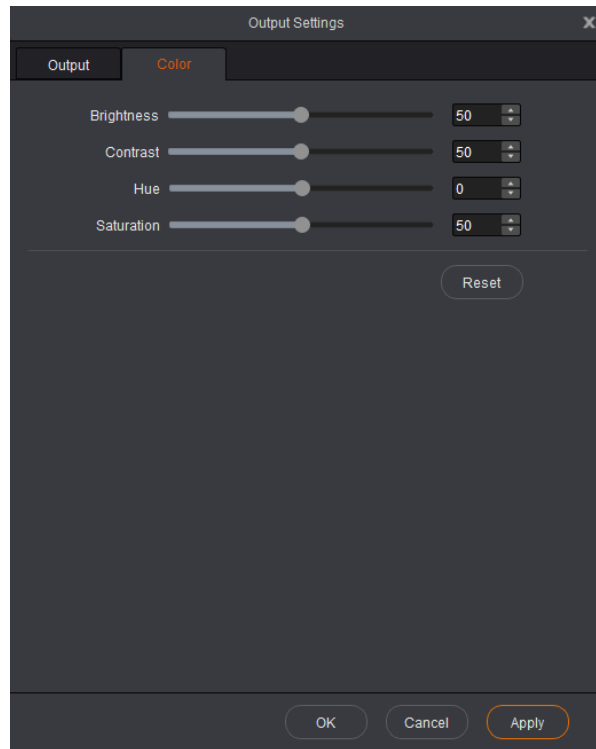 Output Settings
Output Color
Brightness 50
Contrast 50
Hue 0
Saturation 50
Reset
OK Cancel Apply